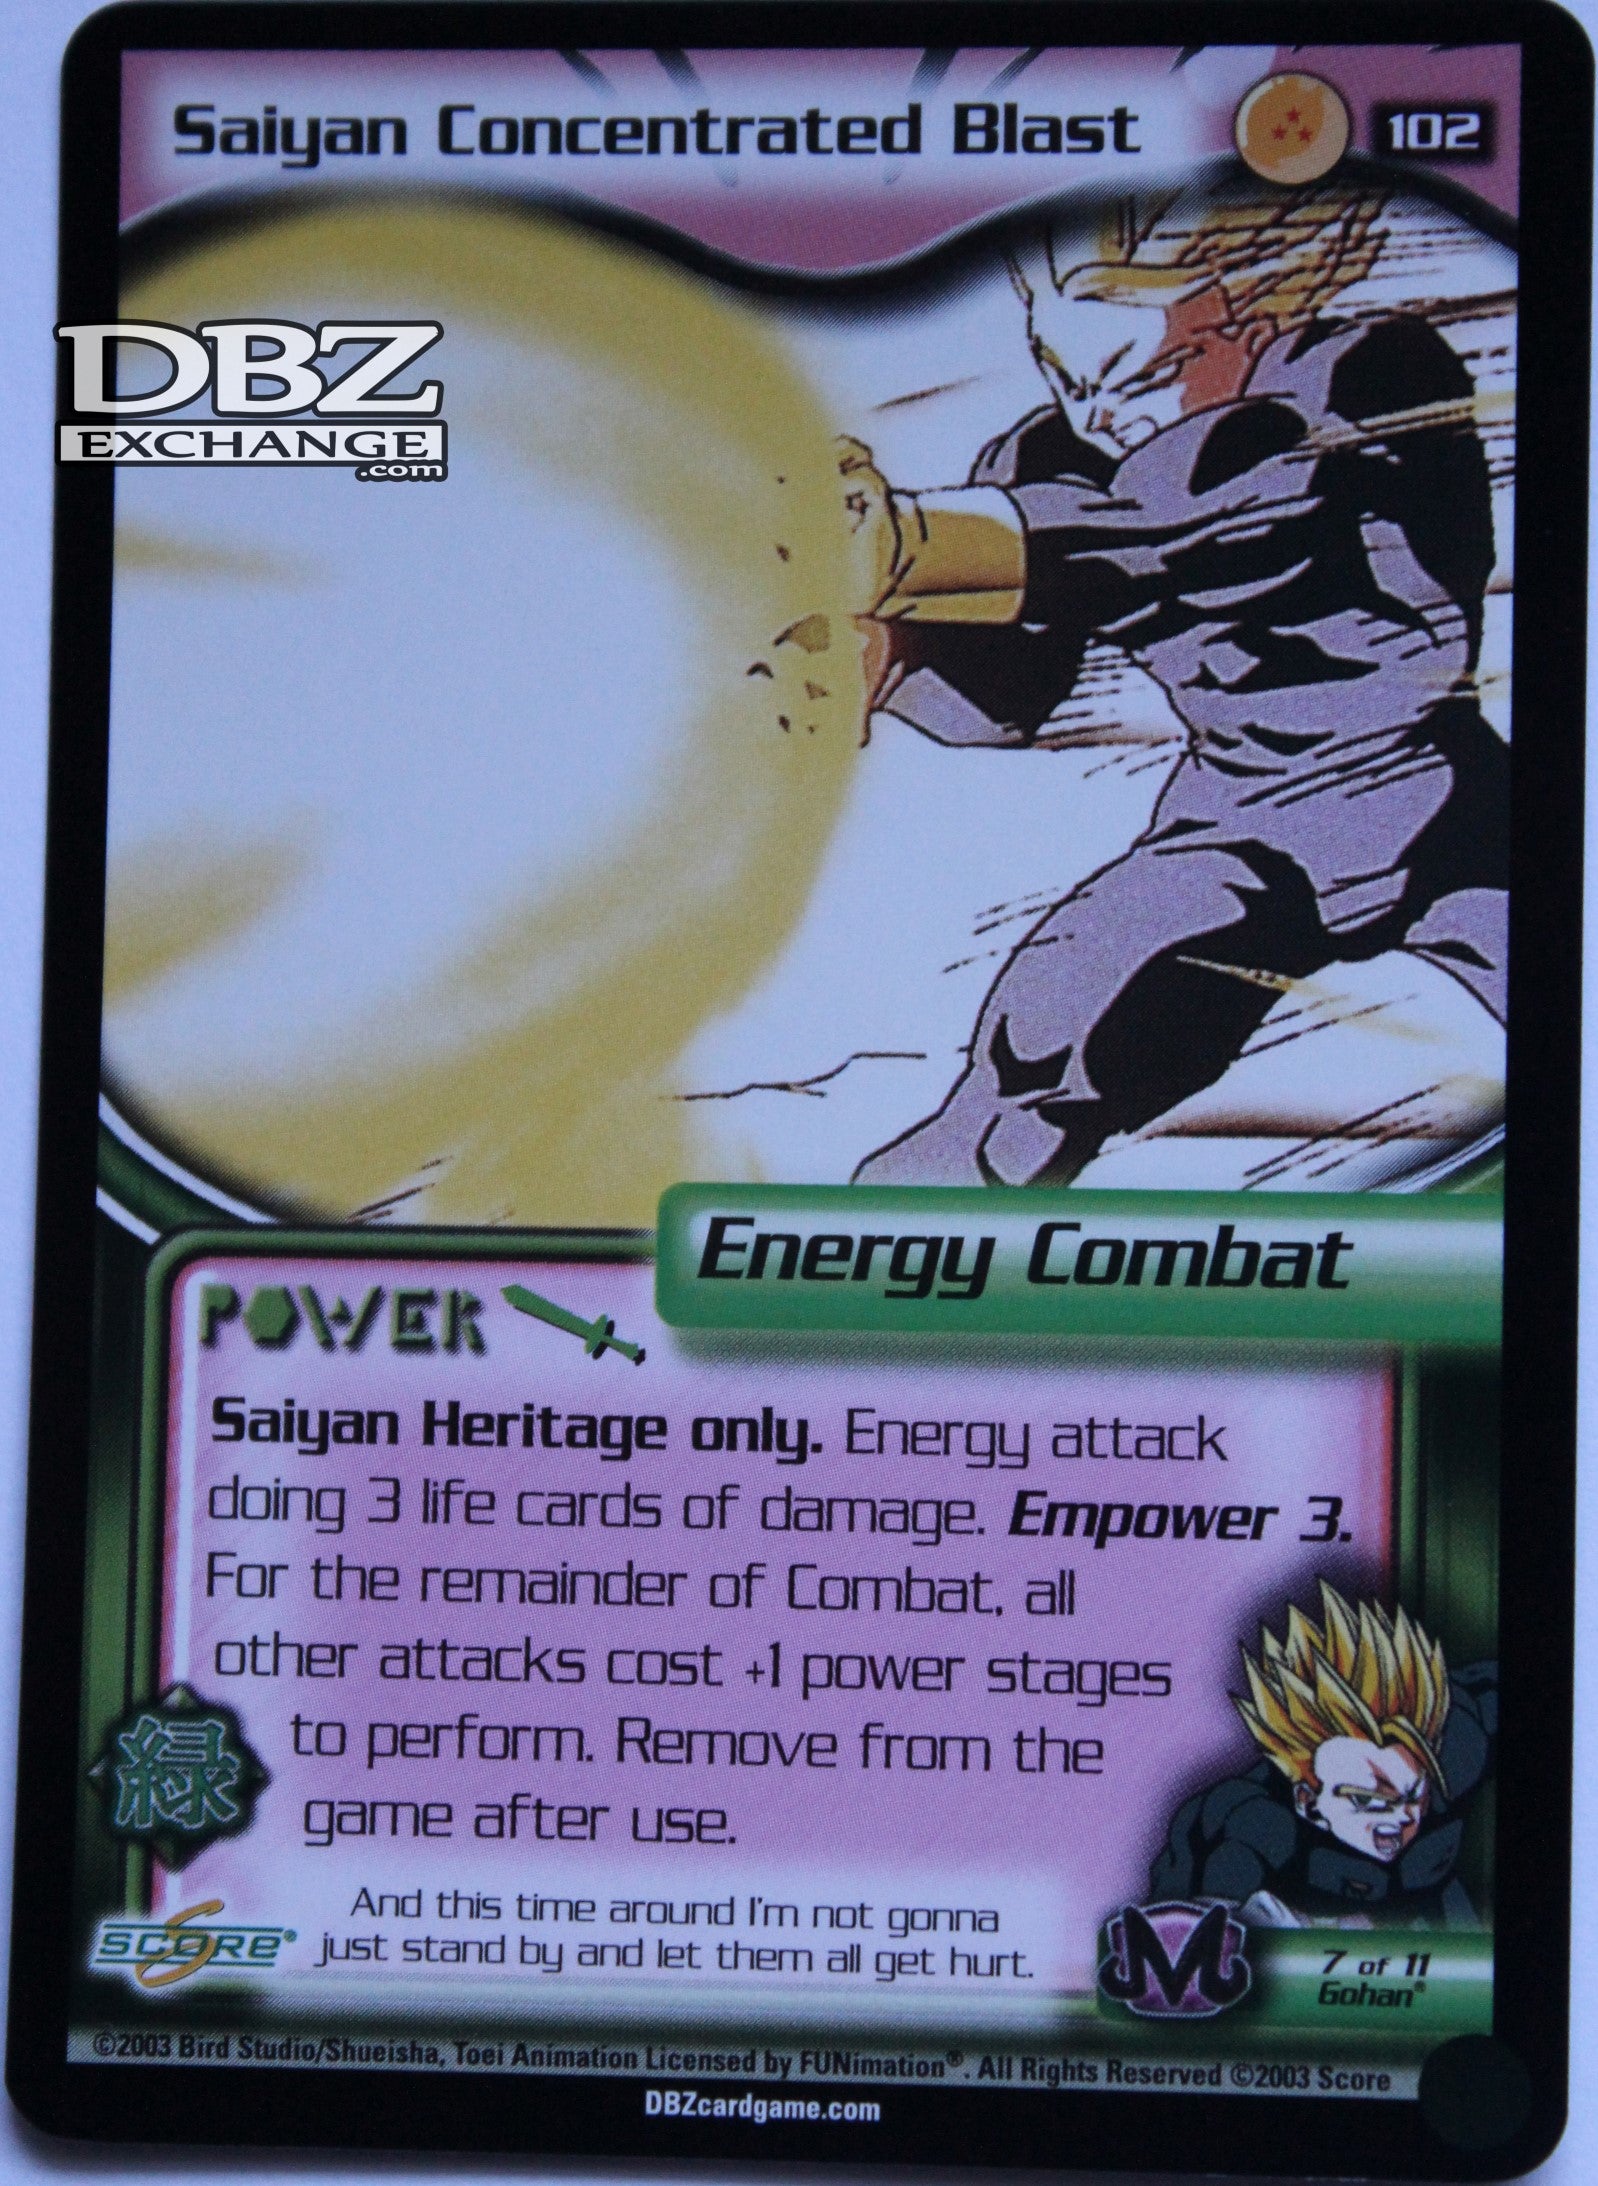 Saiyan Concentrated Blast
102
DBZ
EXCHANGE
.com
Energy Combat
POWER
Saiyan Heritage only. Energy attack
doing 3 life cards of damage. Empower 3.
For the remainder of Combat, all
other attacks cost +1 power stages
to perform. Remove from the
game after use.
緑
And this time around I'm not gonna
just stand by and let them all get hurt.
SCORE®
M
7 of 11
Gohan®
©2003 Bird Studio/Shueisha, Toei Animation Licensed by FUNimation®. All Rights Reserved ©2003 Score
DBZcardgame.com